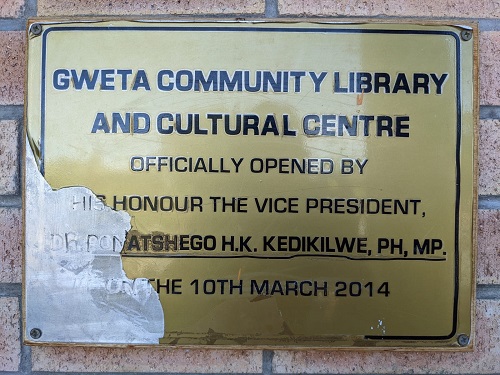 GWETA COMMUNITY LIBRARY
AND CULTURAL CENTRE
OFFICIALLY OPENED BY
HIS HONOUR THE VICE PRESIDENT,
DR. PONATSHEGO H.K. KEDIKILWE, PH, MP.
ON THE 10TH MARCH 2014